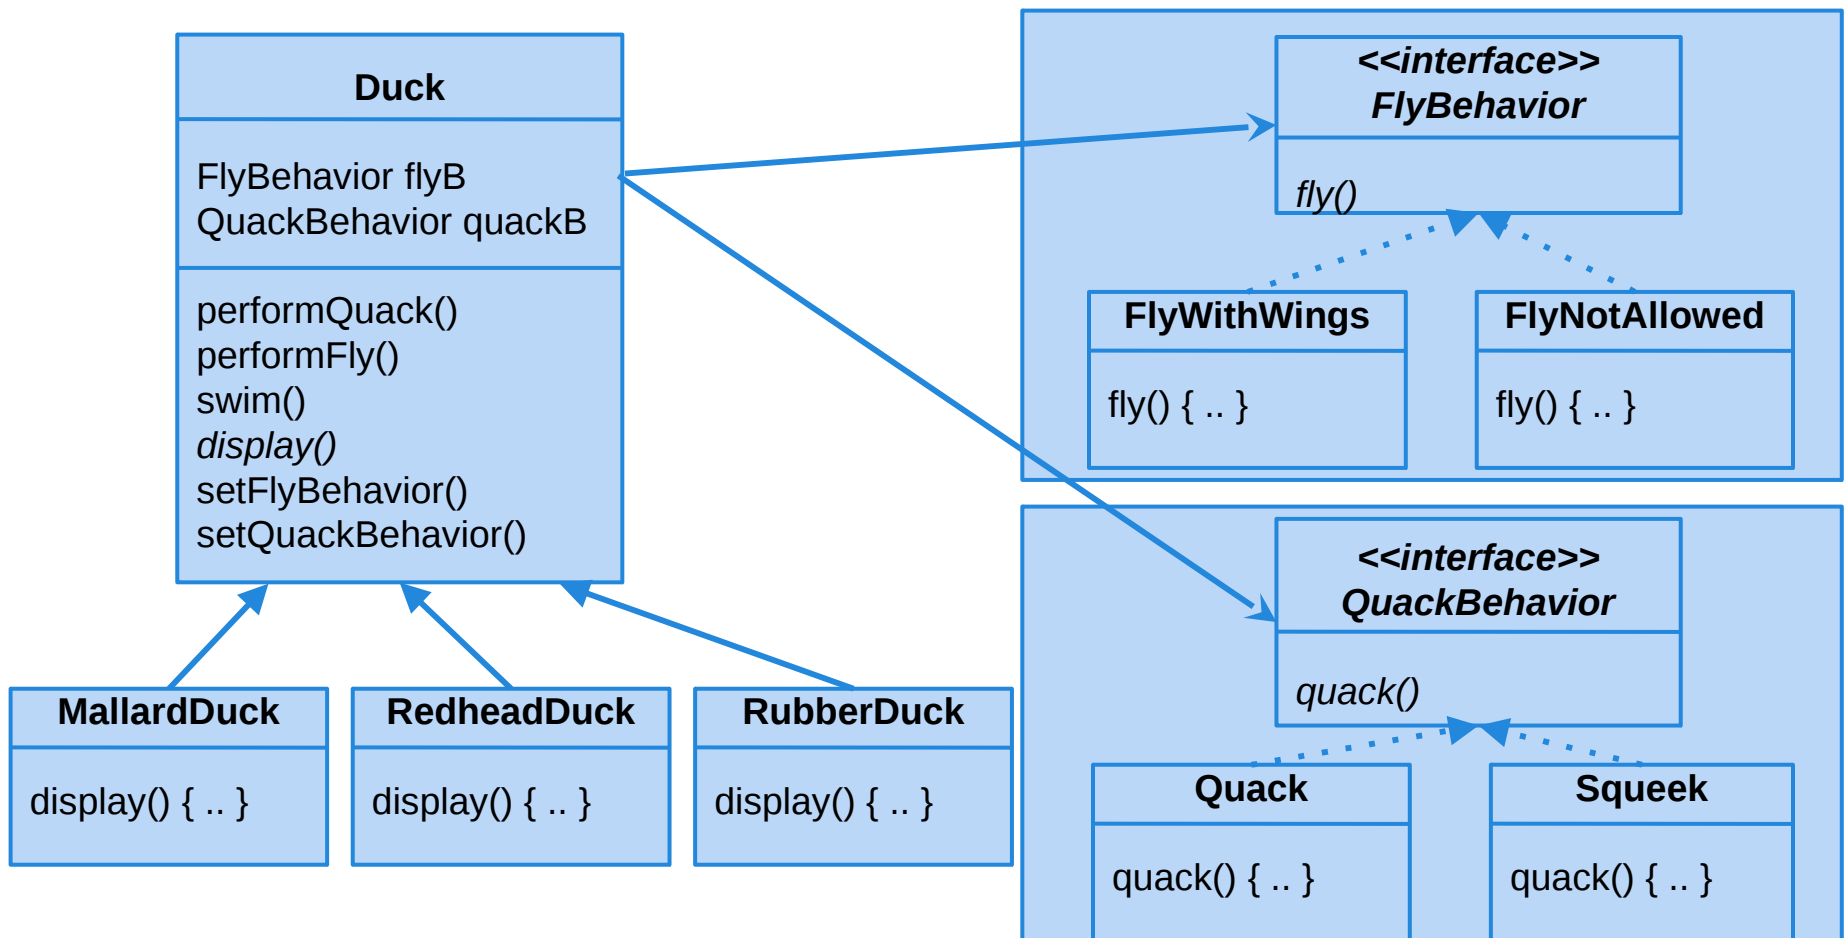 Duck
FlyBehavior flyB
QuackBehavior quackB
performQuack()
performFly()
swim()
display()
setFlyBehavior()
setQuackBehavior()
MallardDuck
display() { .. }
RedheadDuck
display() { .. }
RubberDuck
display() { .. }
<<interface>>
FlyBehavior
fly()
FlyWithWings
fly() { .. }
FlyNotAllowed
fly() { .. }
<<interface>>
QuackBehavior
quack()
Quack
quack() { .. }
Squeek
quack() { .. }